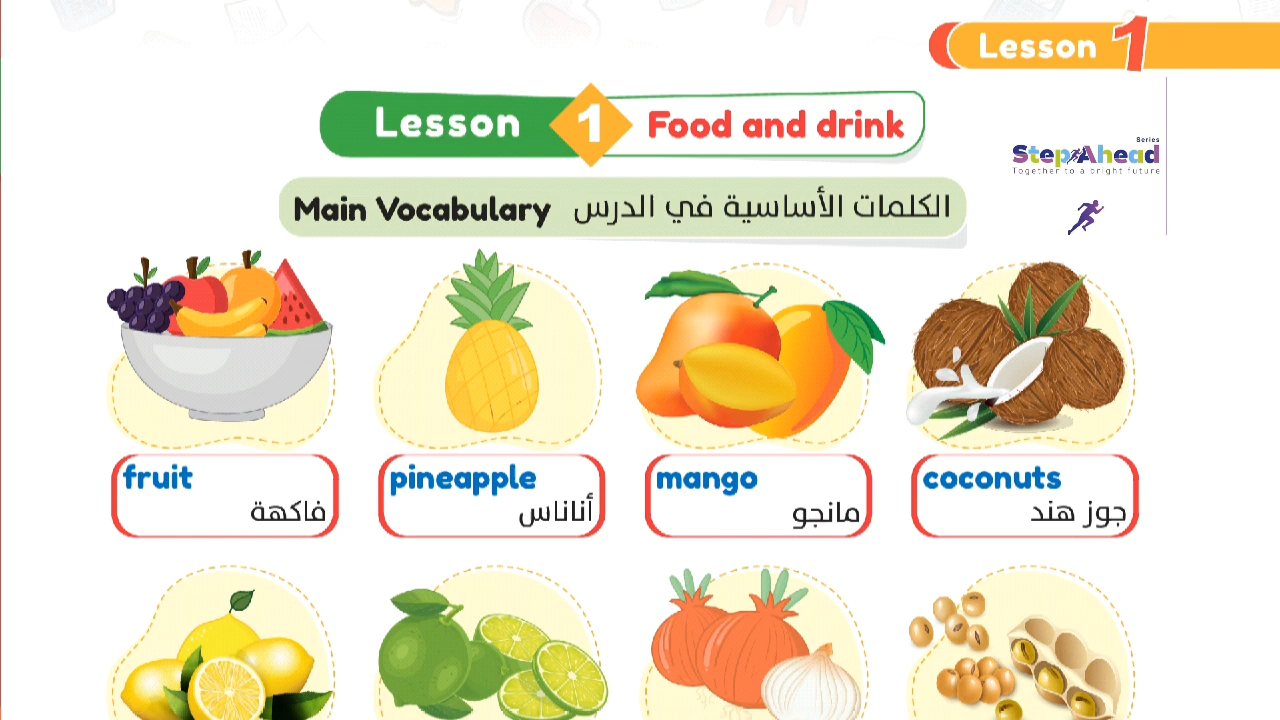 Lesson 1
Lesson 1 Food and drink
Series
StepAhead
Together to a bright future
Main Vocabulary الكلمات الأساسية في الدرس
fruit
فاكهة
pineapple
أناناس
mango
مانجو
coconuts
جوز هند